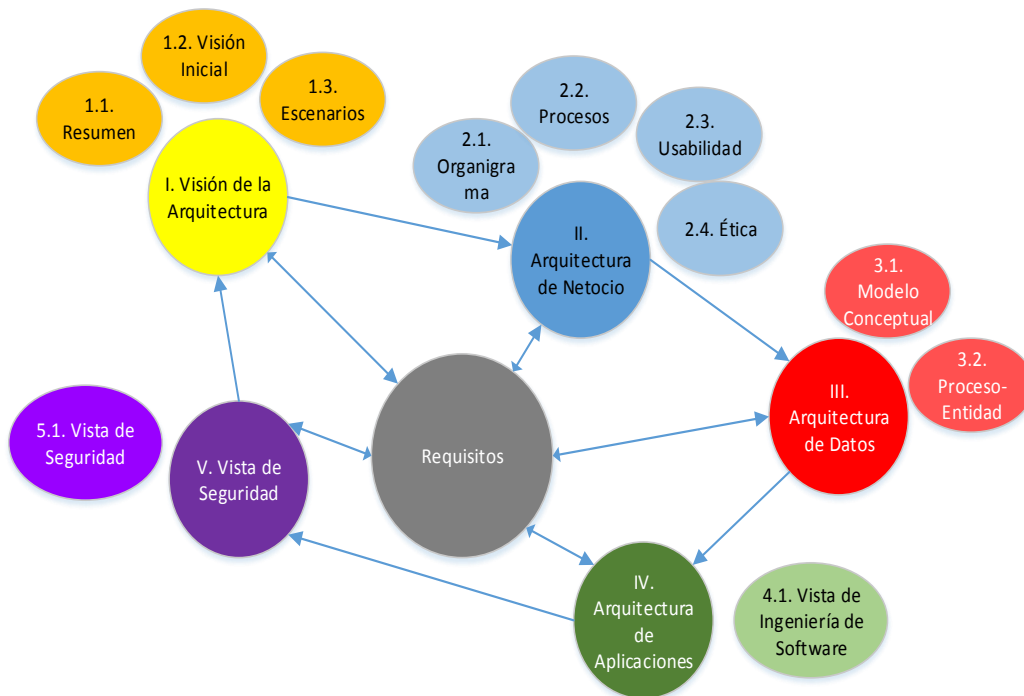 1.2. Visión
Inicial
1.1.
Resumen
1.3.
Escenarios
I. Visión de la
Arquitectura
2.1.
Organigra
ma
2.2.
Procesos
2.3.
Usabilidad
2.4. Ética
II.
Arquitectura
de Netocio
3.1.
Modelo
Conceptual
3.2.
Proceso-
Entidad
III.
Arquitectura
de Datos
Requisitos
5.1. Vista de
Seguridad
V. Vista de
Seguridad
IV.
Arquitectura
de
Aplicaciones
4.1. Vista de
Ingeniería de
Software